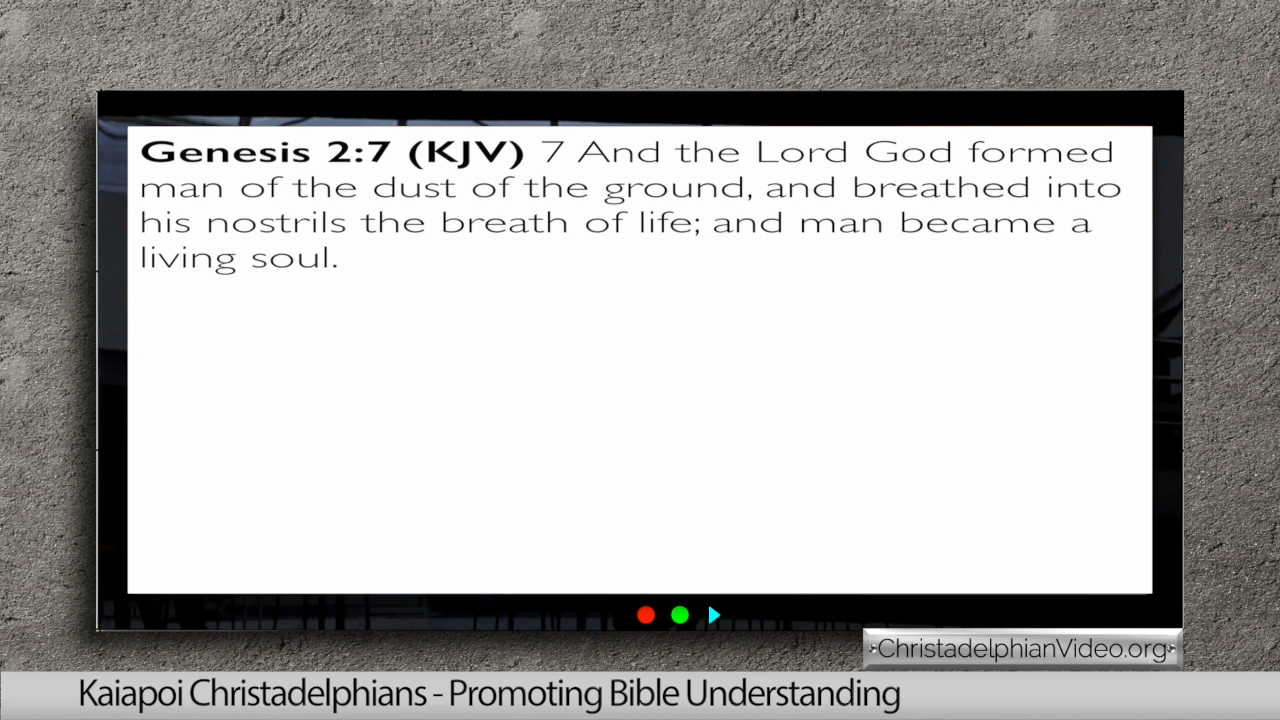 Genesis 2:7 (KJV) 7 And the Lord God formed
man of the dust of the ground, and breathed into
his nostrils the breath of life; and man became a
living soul.
ChristadelphianVideo.org
Kaiapoi Christadelphians - Promoting Bible Understanding